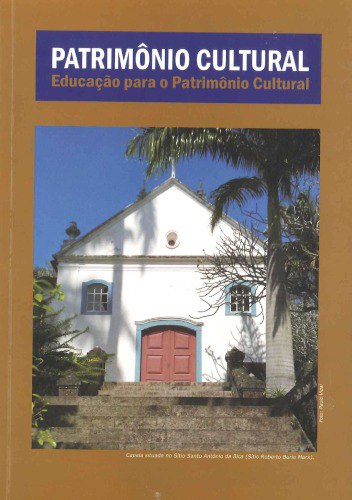 PATRIMÔNIO CULTURAL
Educação para o Patrimônio Cultural
Capela situada no Sítio Santo Antônio da Bica (Sítio Roberto Burle Marx).